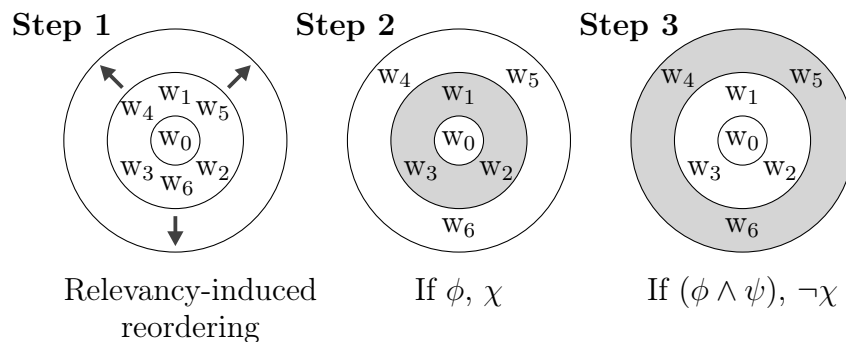 Step 1
Step 2
Step 3
w₁
w₄ w₅
w₀
w₃ w₂
w₆
w₄ w₅
w₁
w₀
w₃ w₂
w₆
w₄ w₅
w₁
w₀
w₃ w₂
w₆
Relevancy-induced
reordering
If ϕ, χ
If (ϕ ∧ ψ), ¬χ